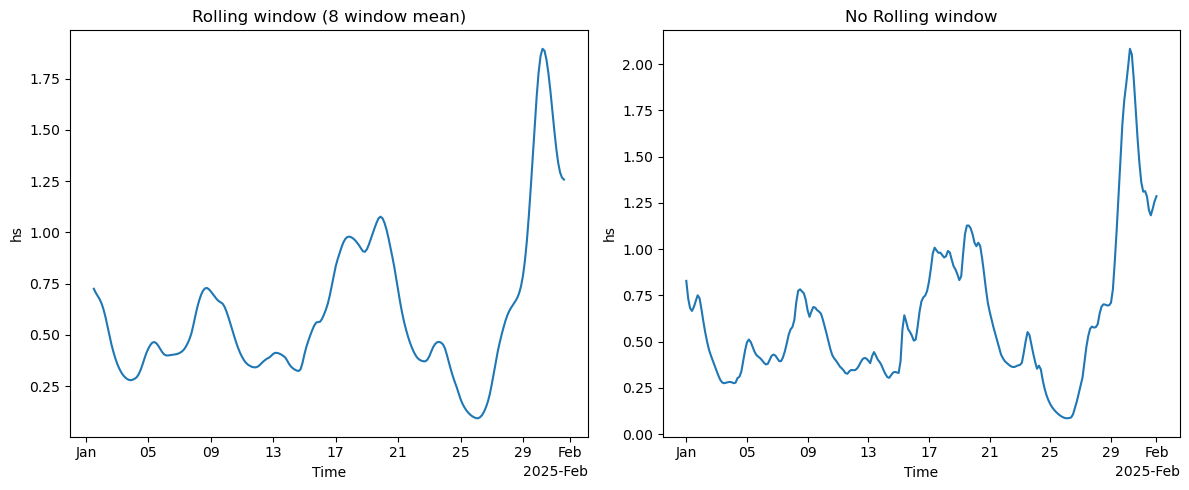 Rolling window (8 window mean)
hs
1.75
1.50
1.25
1.00
0.75
0.50
0.25
Jan 05 09 13 17 21 25 29 Feb
Time
2025-Feb
No Rolling window
hs
2.00
1.75
1.50
1.25
1.00
0.75
0.50
0.25
0.00
Jan 05 09 13 17 21 25 29 Feb
Time
2025-Feb